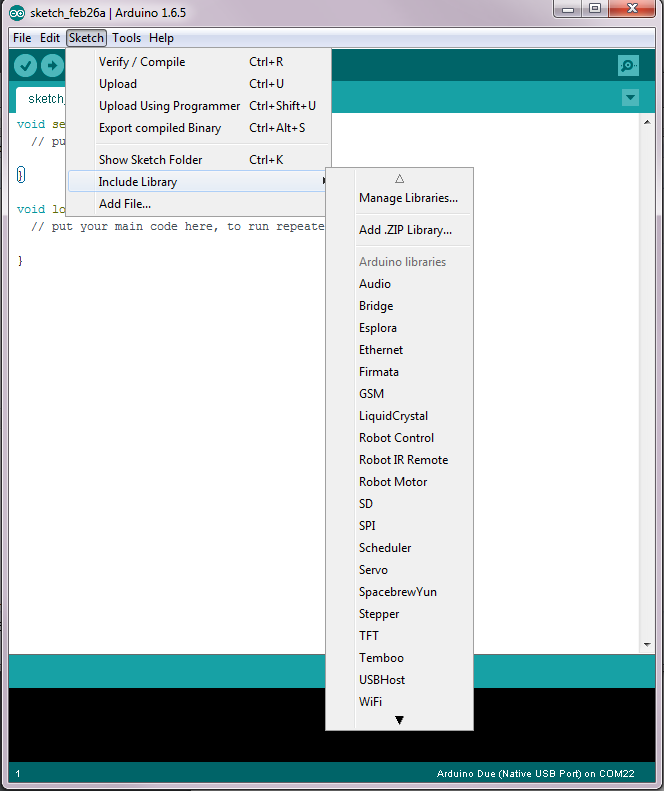 sketch_feb26a | Arduino 1.6.5
File Edit Sketch Tools Help
Verify / Compile Ctrl+R
Upload Ctrl+U
Upload Using Programmer Ctrl+Shift+U
Export compiled Binary Ctrl+Alt+S
Show Sketch Folder Ctrl+K
Include Library
Add File...
sketch_
void se
// pu
}
void lo
// put your main code here, to run repeate
}
Manage Libraries...
Add .ZIP Library...
Arduino libraries
Audio
Bridge
Esplora
Ethernet
Firmata
GSM
LiquidCrystal
Robot Control
Robot IR Remote
Robot Motor
SD
SPI
Scheduler
Servo
SpacebrewYun
Stepper
TFT
Temboo
USBHost
WiFi
1 Arduino Due (Native USB Port) on COM22